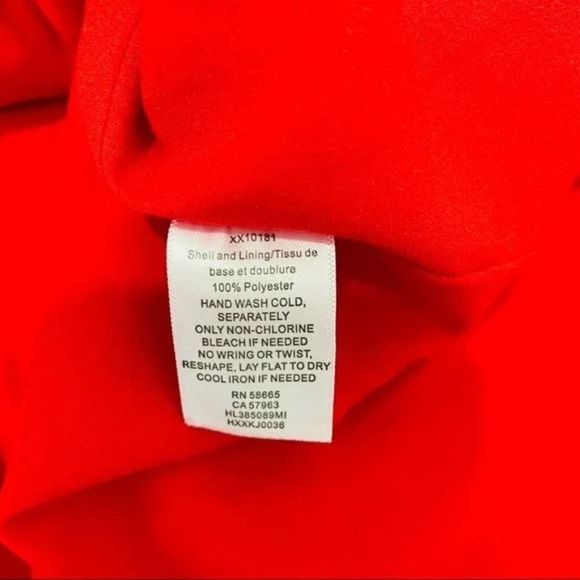 XX10181
Shell and Lining/Tissu de
base et doublure
100% Polyester
HAND WASH COLD,
SEPARATELY
ONLY NON-CHLORINE
BLEACH IF NEEDED
NO WRING OR TWIST,
RESHAPE, LAY FLAT TO DRY
COOL IRON IF NEEDED
RN 58665
CA 57963
HL385089MI
HXXKJ0036